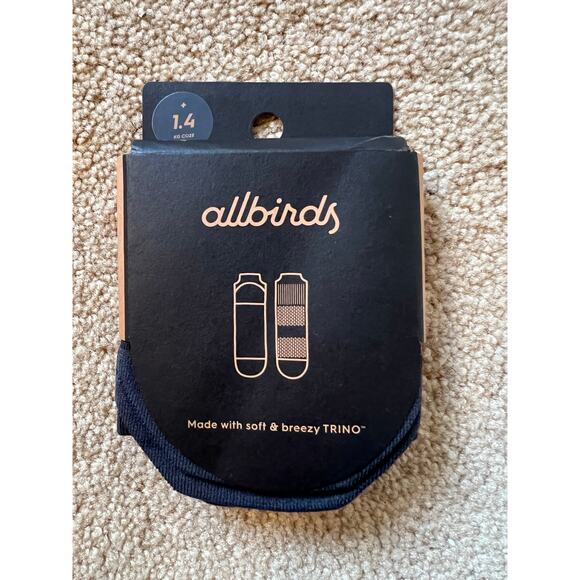 +
1.4
KG CO2E
allbirds
Made with soft & breezy TRINO™